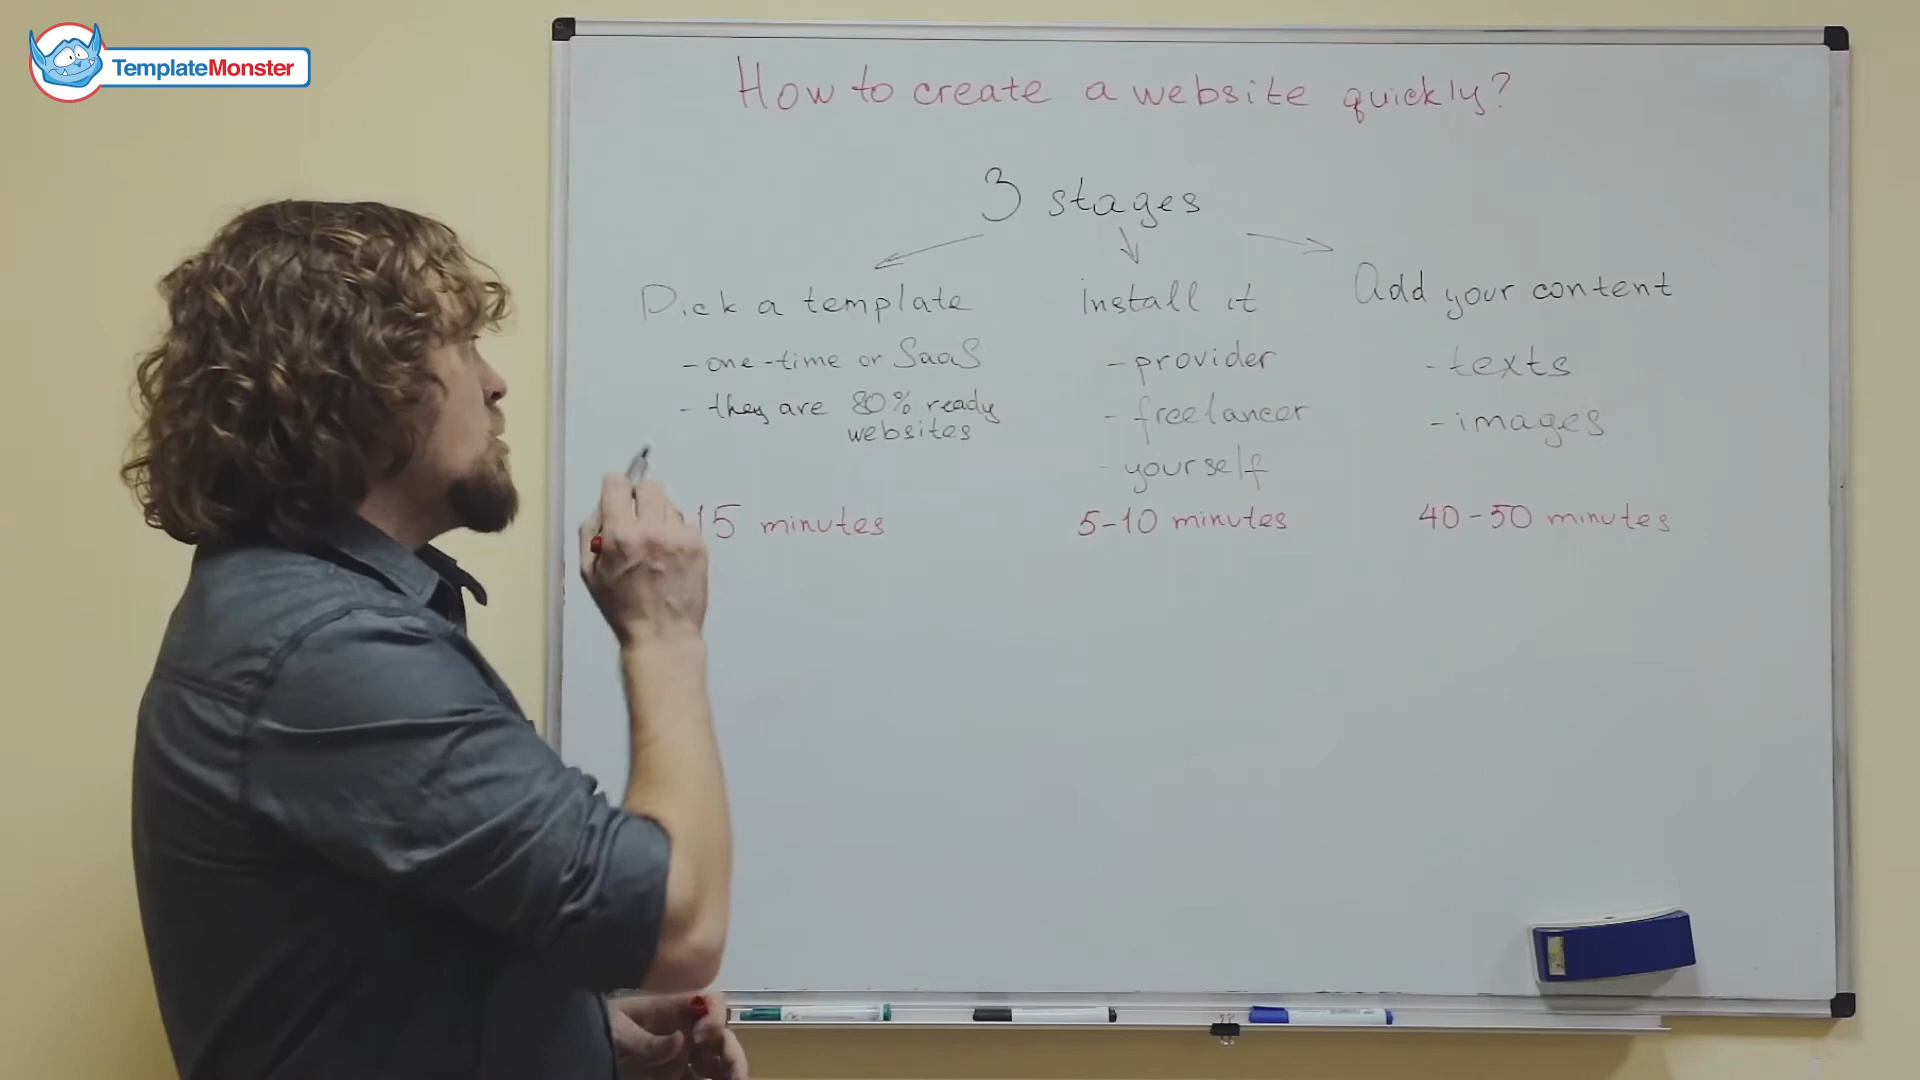 TemplateMonster
How to create a website quickly?
3 stages
Pick a template
- one-time or SaaS
- they are 80% ready
websites
15 minutes
install it
- provider
- freelancer
- yourself
5-10 minutes
Add your content
- texts
- images
40-50 minutes